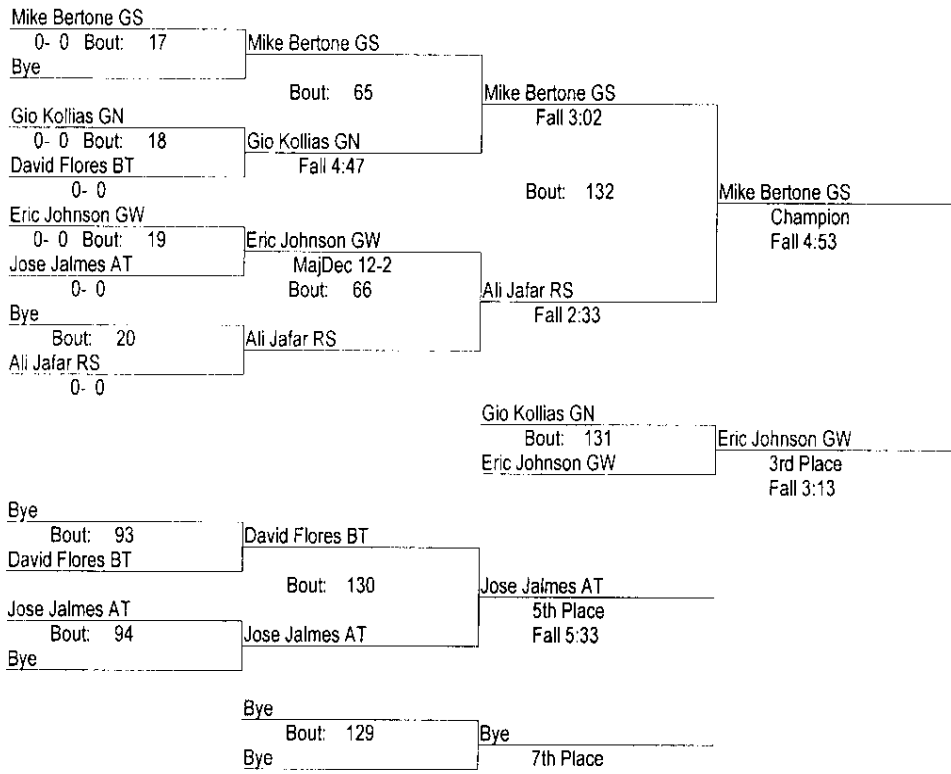 Mike Bertone GS
0- 0 Bout: 17
Mike Bertone GS
Bye
Bout: 65
Mike Bertone GS
Gio Kollias GN
Fall 3:02
0- 0 Bout: 18
Gio Kollias GN
David Flores BT
Fall 4:47
0- 0
Bout: 132
Mike Bertone GS
Eric Johnson GW
Champion
0- 0 Bout: 19
Eric Johnson GW
Fall 4:53
Jose Jalmes AT
MajDec 12-2
0- 0
Bout: 66
Ali Jafar RS
Bye
Fall 2:33
Bout: 20
Ali Jafar RS
Ali Jafar RS
0- 0
Gio Kollias GN
Bout: 131
Eric Johnson GW
Eric Johnson GW
3rd Place
Fall 3:13
Bye
Bout: 93
David Flores BT
David Flores BT
Bout: 130
Jose Jalmes AT
Jose Jalmes AT
5th Place
Bout: 94
Jose Jalmes AT
Fall 5:33
Bye
Bye
Bout: 129
Bye
Bye
7th Place